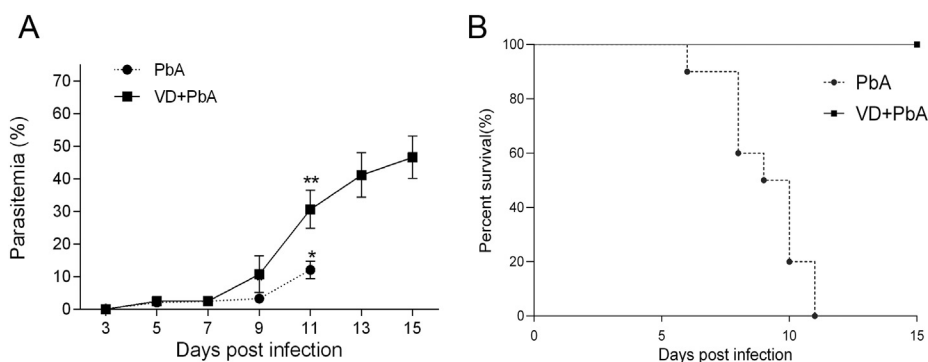 A
PbA
VD+PbA
Parasitemia (%)
70
60
50
40
30
20
10
0
**
*
3 5 7 9 11 13 15
Days post infection
B
PbA
VD+PbA
Percent survival(%)
100
80
60
40
20
0
0 5 10 15
Days post infection